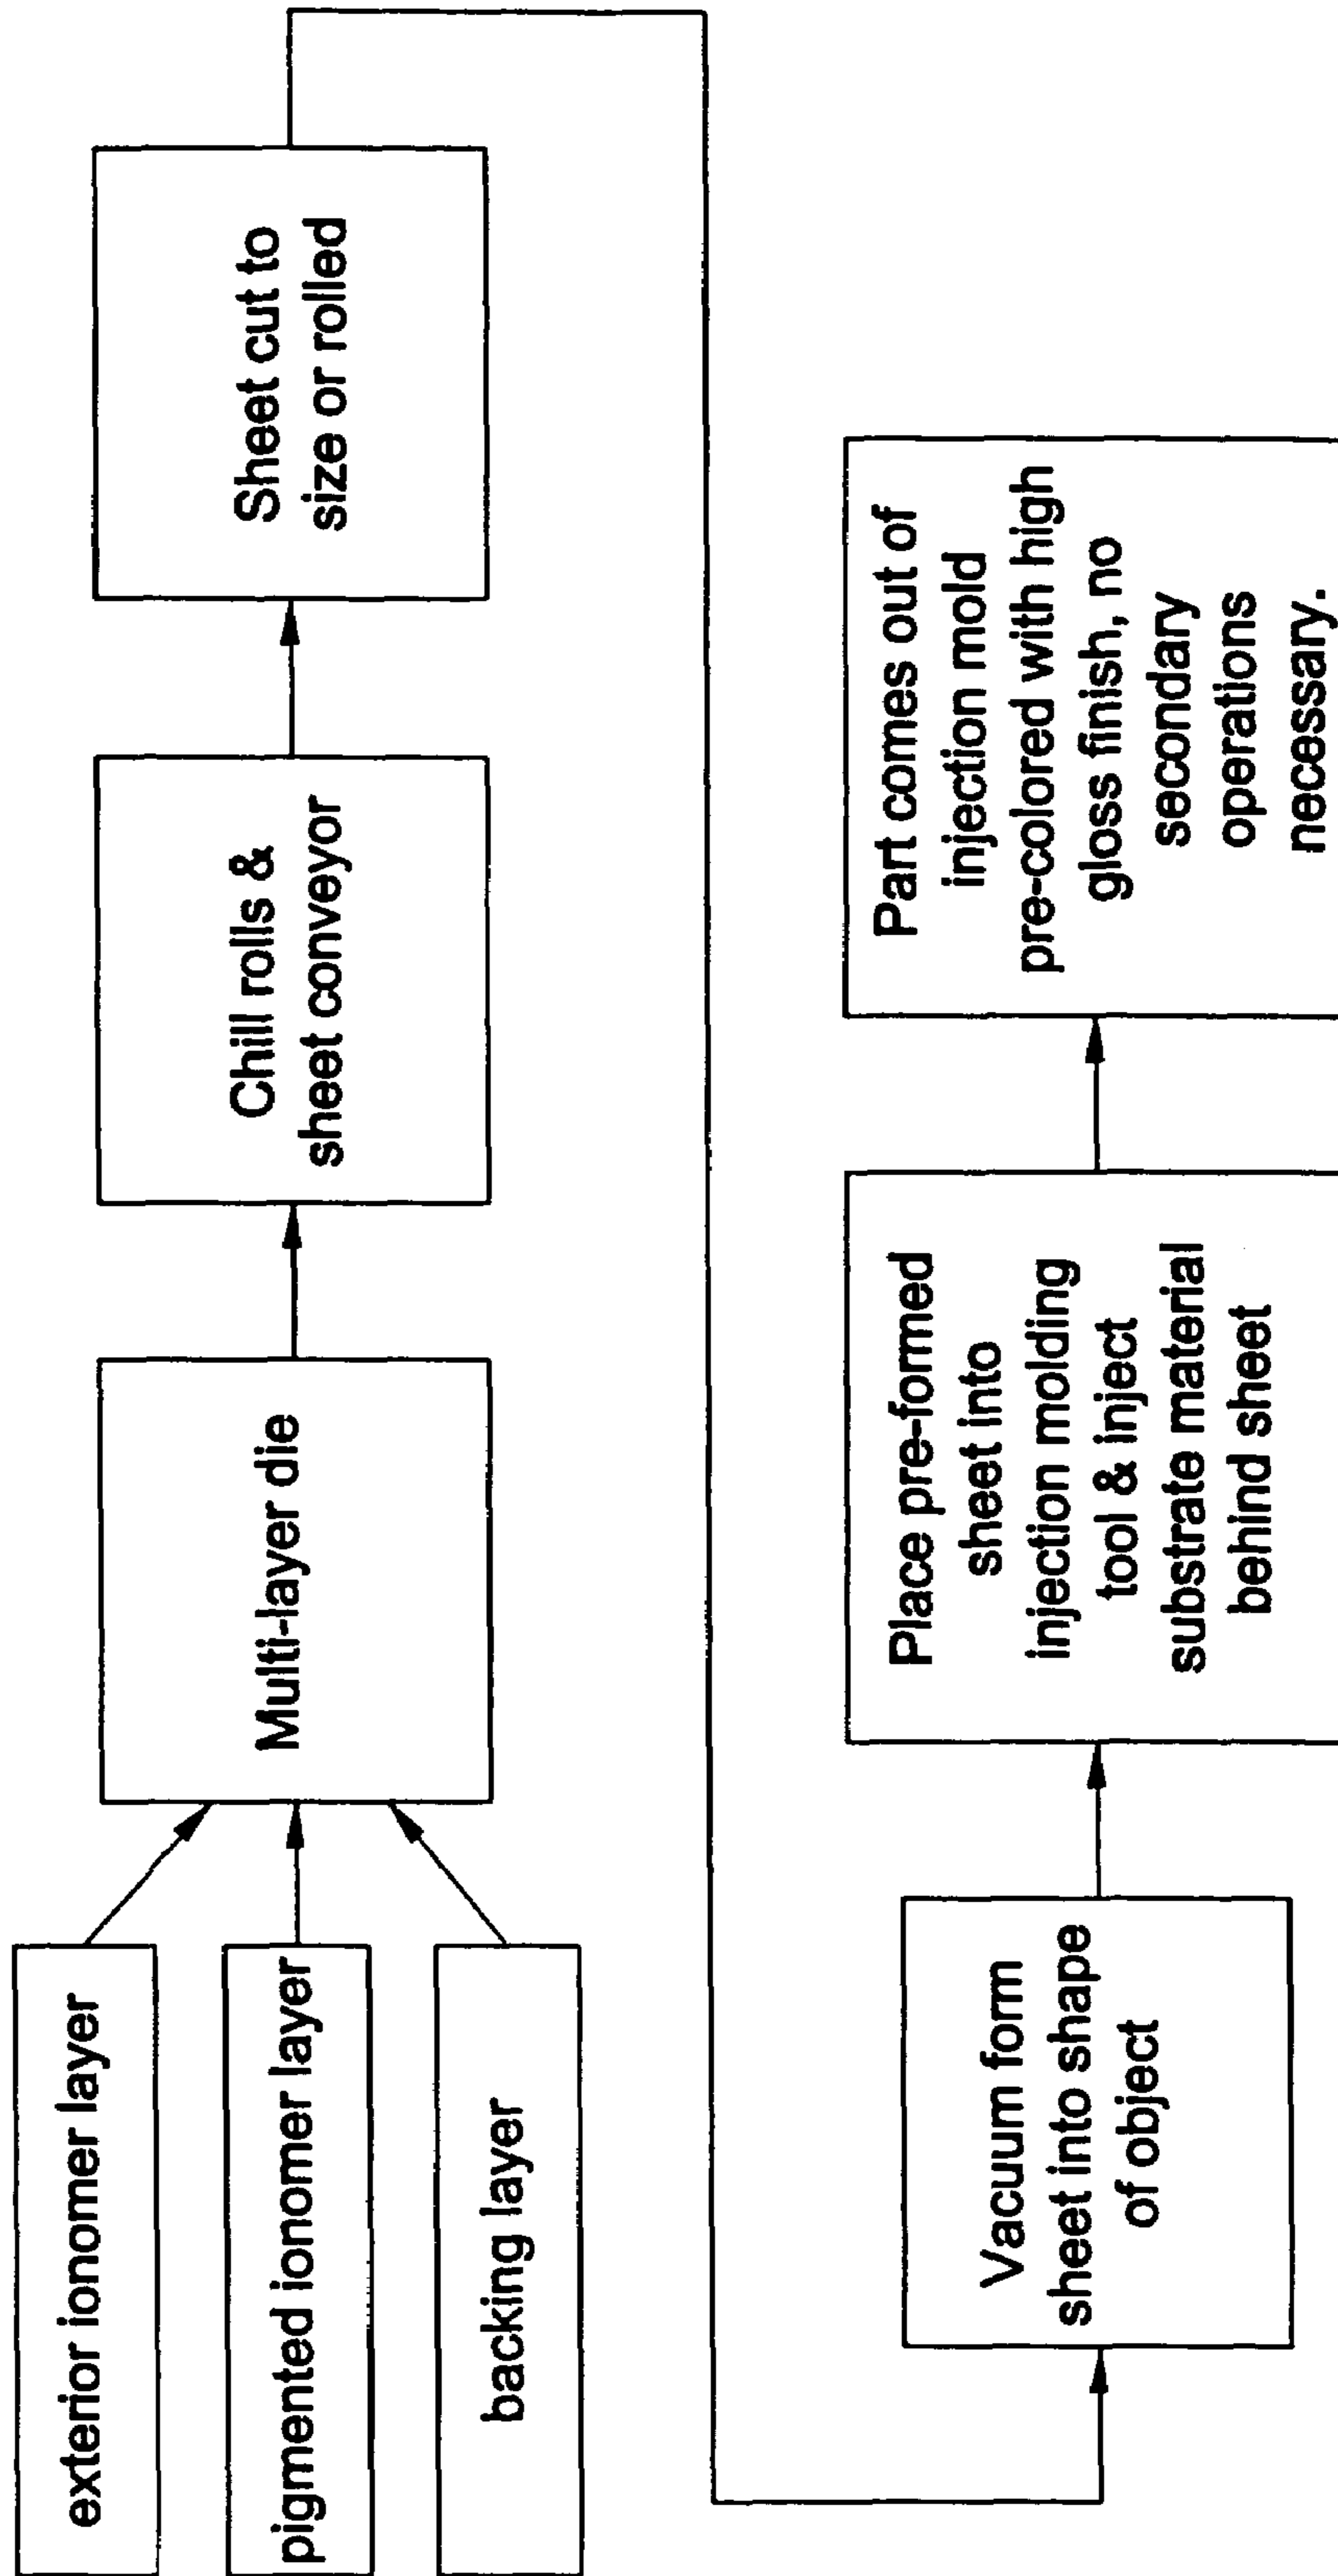 exterior ionomer layer
pigmented ionomer layer
backing layer
Multi-layer die
Chill rolls &
sheet conveyor
Sheet cut to
size or rolled
Vacuum form
sheet into shape
of object
Place pre-formed
sheet into
injection molding
tool & inject
substrate material
behind sheet
Part comes out of
injection mold
pre-colored with high
gloss finish, no
secondary
operations
necessary.